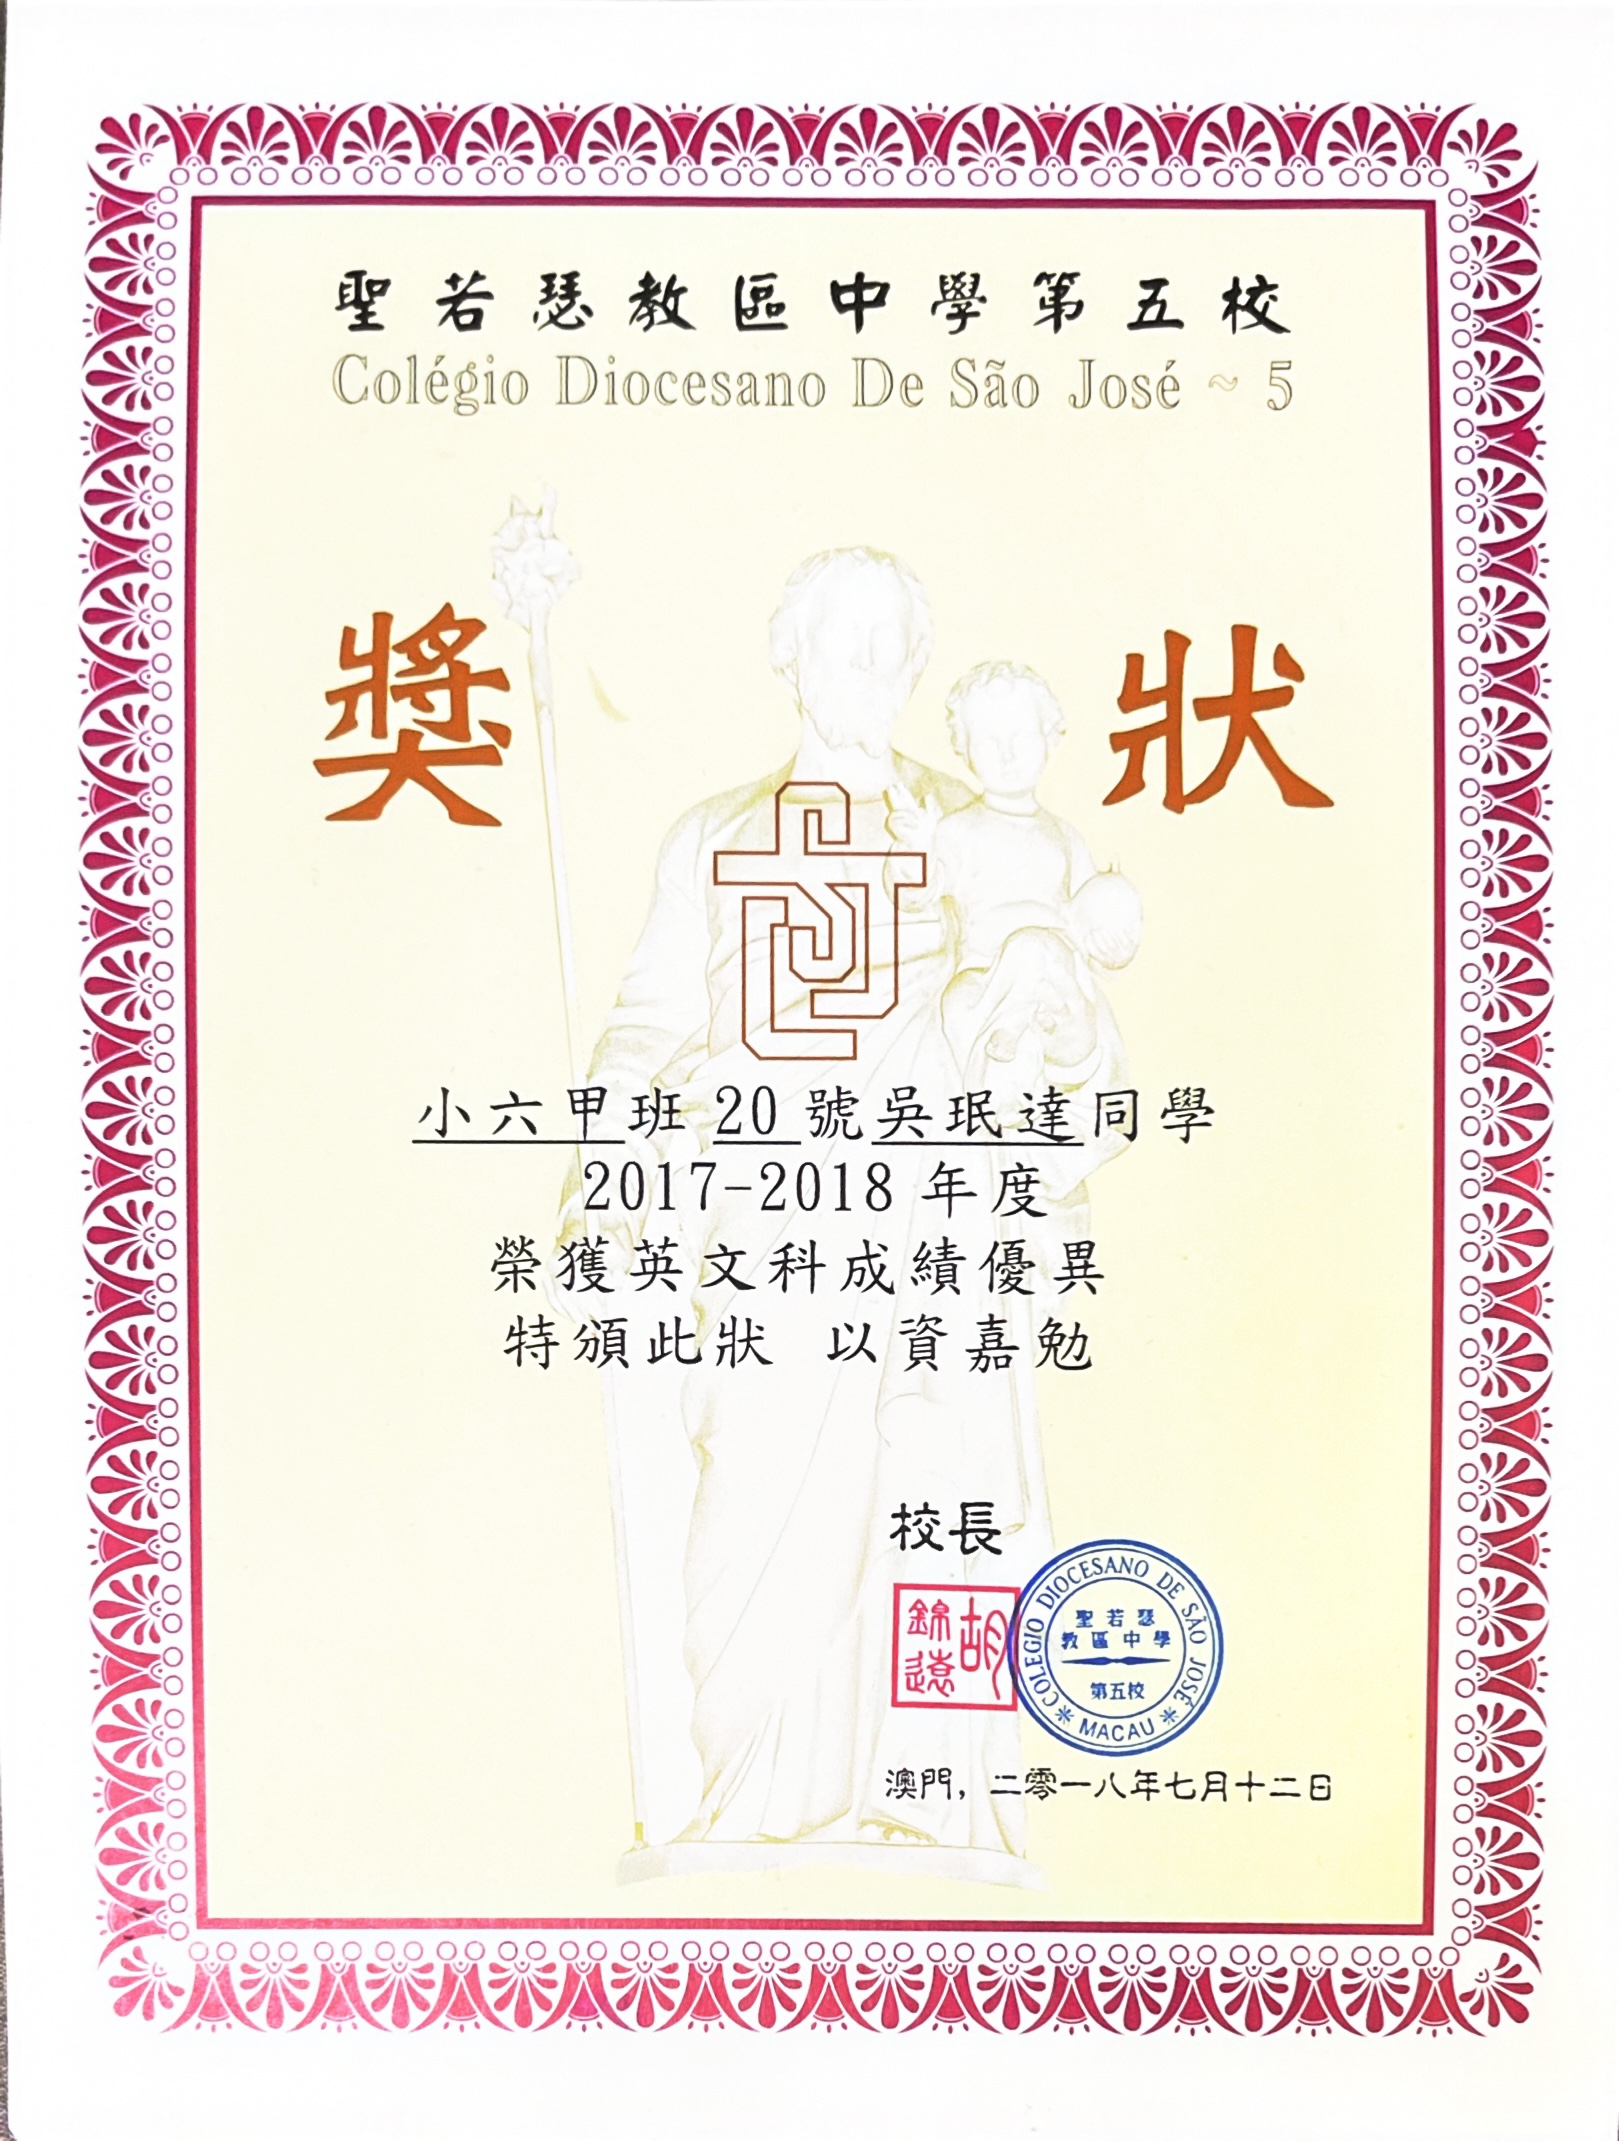 聖若瑟教區中學第五校
Colégio Diocesano De São José ~ 5
獎狀
小六甲班 20 號吳珉達同學
2017-2018 年度
榮獲英文科成績優異
特頒此狀 以資嘉勉
校長
胡錦遠
COLEGIO DIOCESANO DE SÃO JOSÉ
聖若瑟
教區中學
第五校
* MACAU *
澳門，二零一八年七月十二日